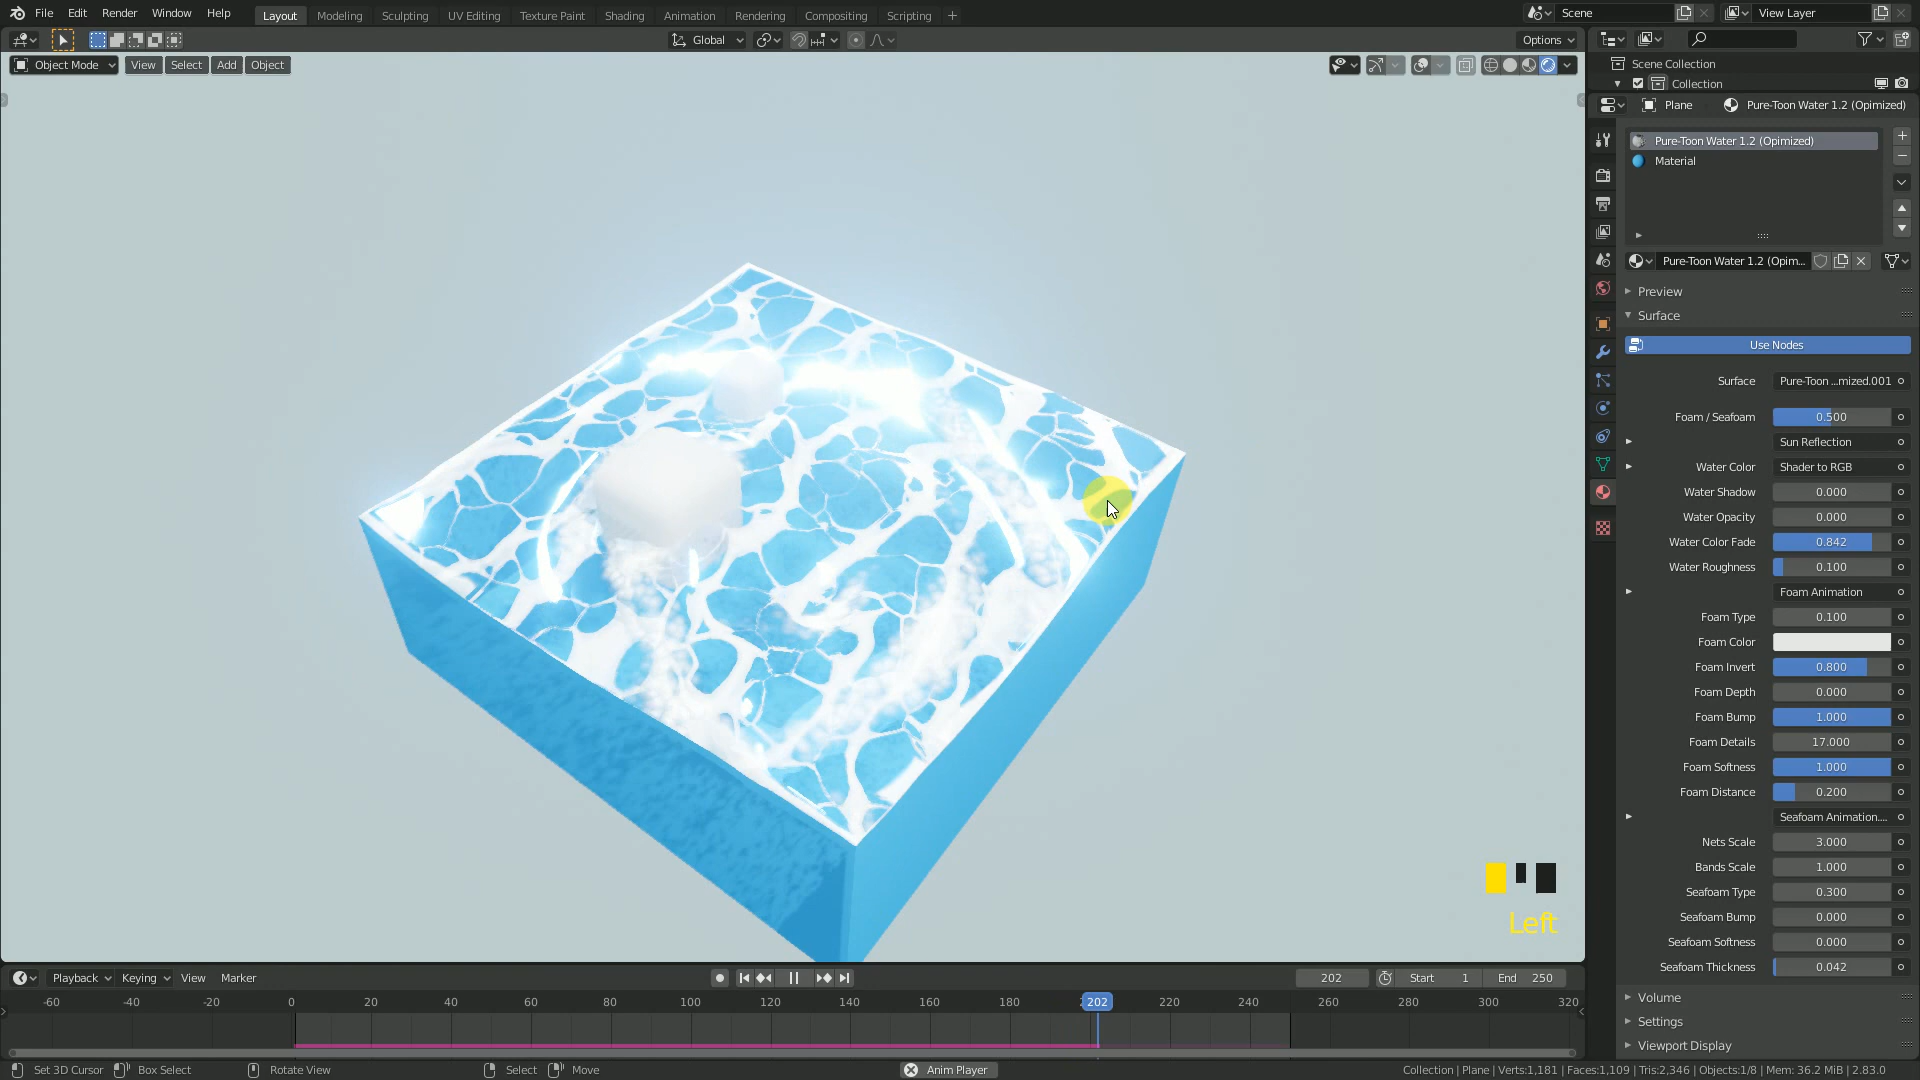 File Edit Render Window Help Layout Modeling Sculpting UV Editing Texture Paint Shading Animation Rendering Compositing Scripting + Scene View Layer
Global Options
Object Mode View Select Add Object
Scene Collection
Collection
Plane Pure-Toon Water 1.2 (Opimized)
Pure-Toon Water 1.2 (Opimized)
Material
Pure-Toon Water 1.2 (Opim...
Preview
Surface
Use Nodes
Surface Pure-Toon ...mized.001
Foam / Seafoam 0.500
Sun Reflection
Water Color Shader to RGB
Water Shadow 0.000
Water Opacity 0.000
Water Color Fade 0.842
Water Roughness 0.100
Foam Animation
Foam Type 0.100
Foam Color
Foam Invert 0.800
Foam Depth 0.000
Foam Bump 1.000
Foam Details 17.000
Foam Softness 1.000
Foam Distance 0.200
Seafoam Animation....
Nets Scale 3.000
Bands Scale 1.000
Seafoam Type 0.300
Seafoam Bump 0.000
Seafoam Softness 0.000
Seafoam Thickness 0.042
Volume
Settings
Viewport Display
Left
Playback Keying View Marker 202 Start 1 End 250
-60 -40 -20 0 20 40 60 80 100 120 140 160 180 202 220 240 260 280 300 320
Set 3D Cursor Box Select Rotate View Select Move Anim Player Collection | Plane | Verts:1,181 | Faces:1,109 | Tris:2,346 | Objects:1/8 | Mem: 36.2 MiB | 2.83.0